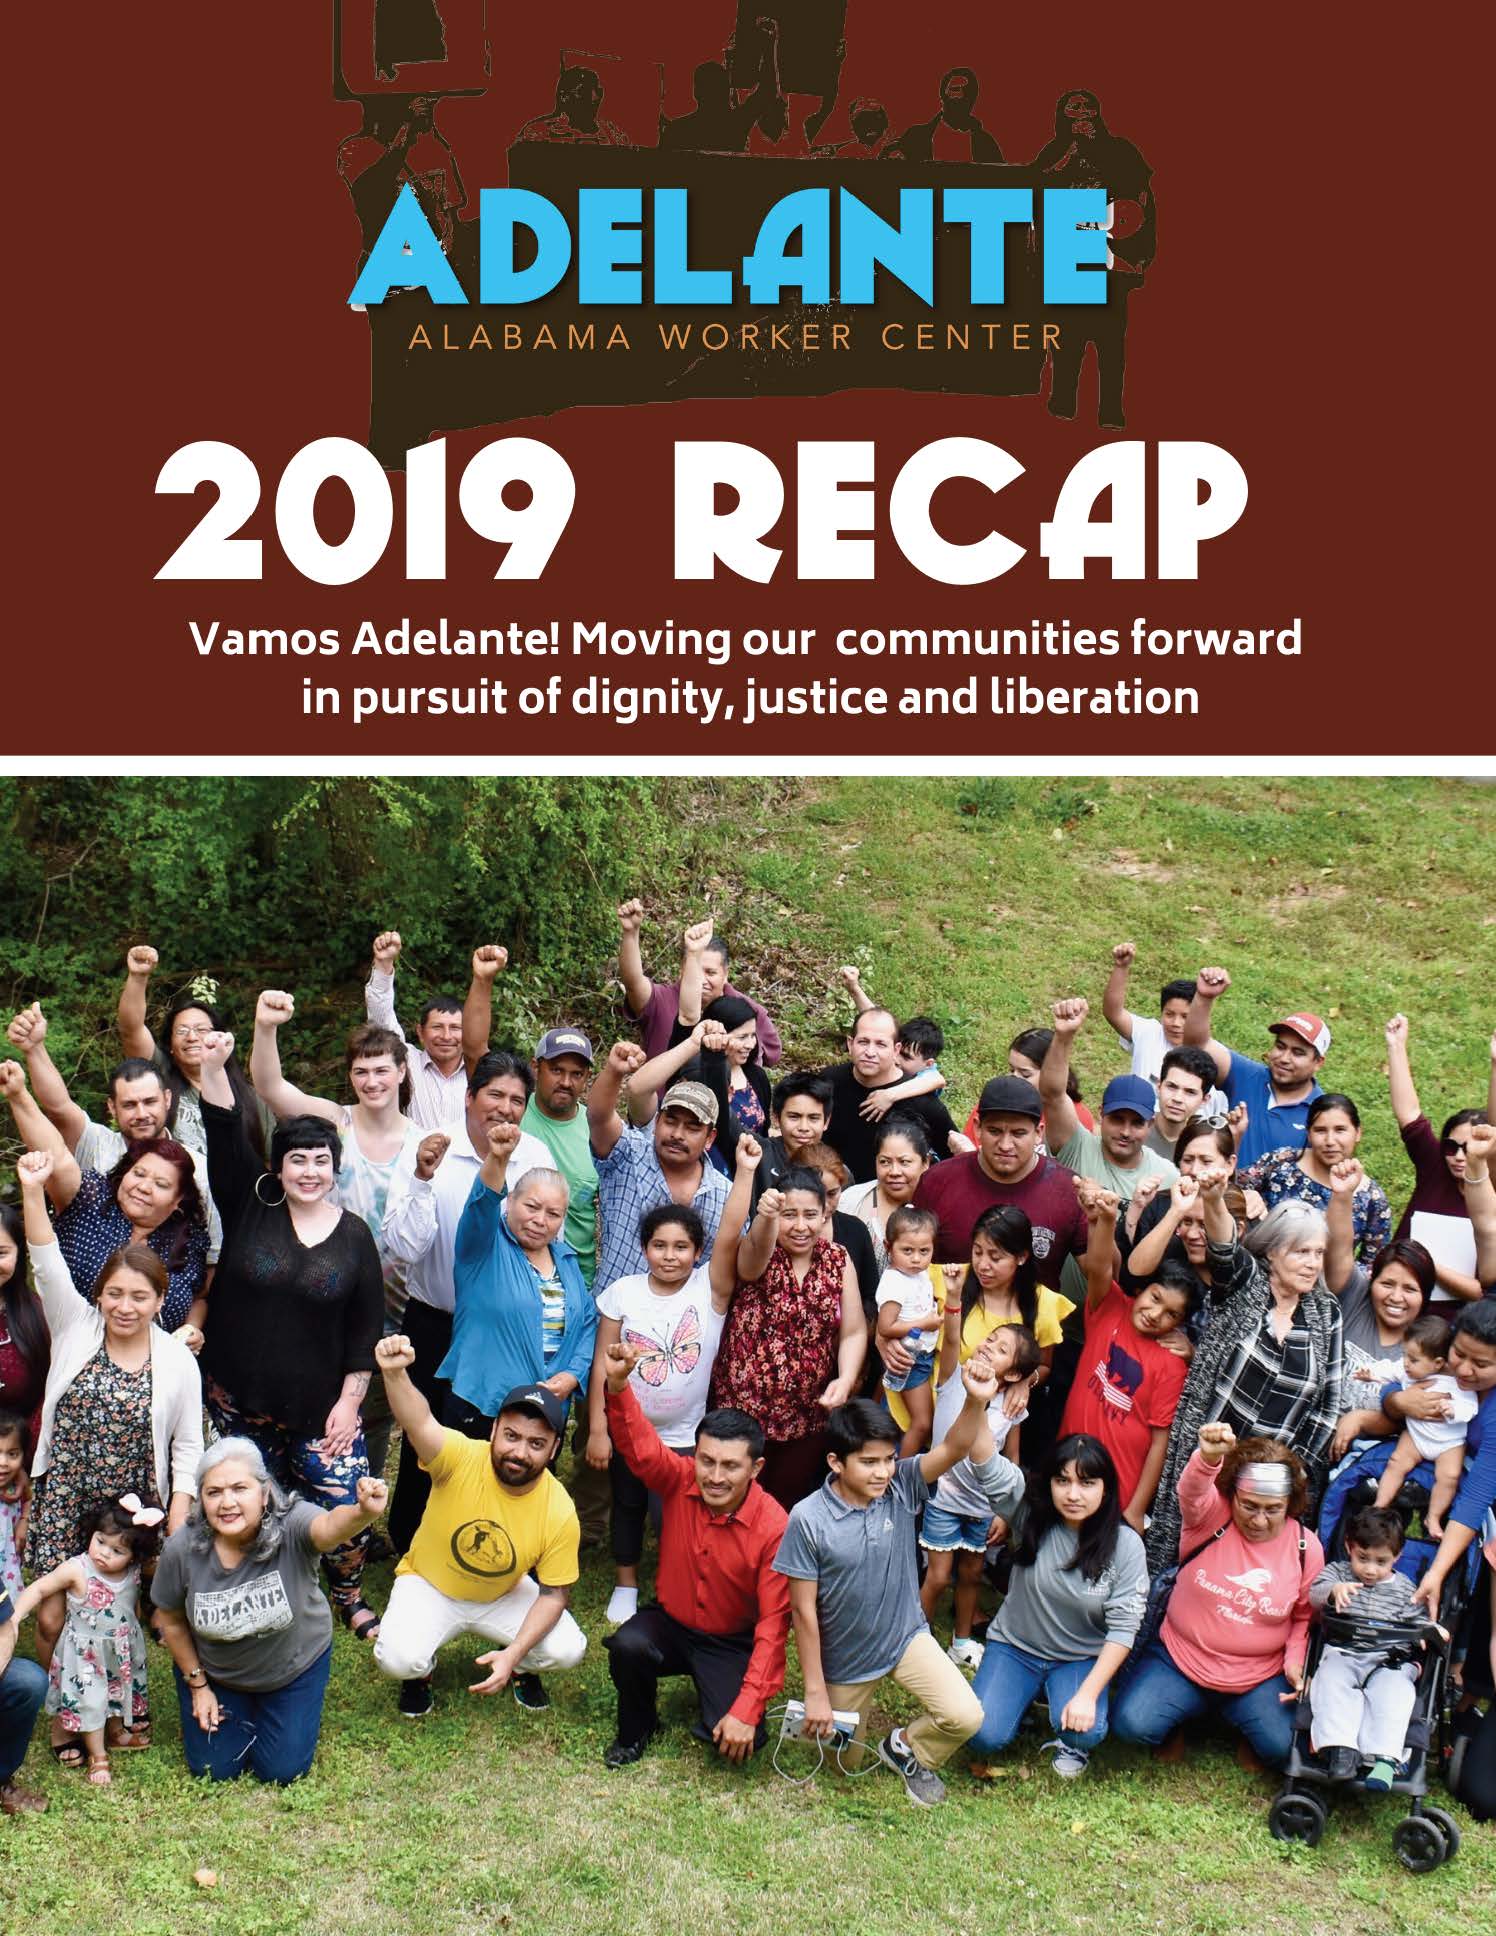 ADELANTE
ALABAMA WORKER CENTER
2019 RECAP
Vamos Adelante! Moving our communities forward
in pursuit of dignity, justice and liberation
ADELANTE
Panama City Beach
Florida